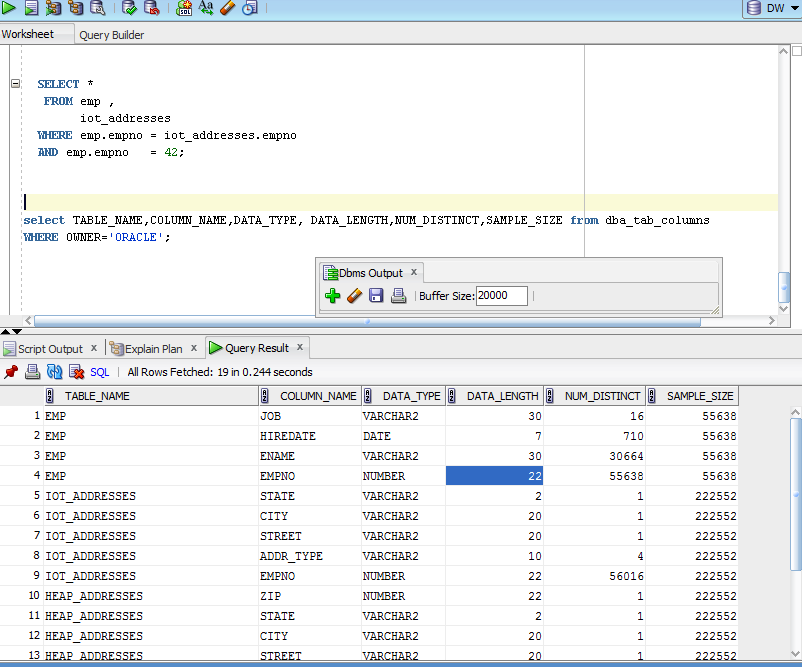 DW
Worksheet Query Builder
SELECT *
FROM emp ,
iot_addresses
WHERE emp.empno = iot_addresses.empno
AND emp.empno = 42;
select TABLE_NAME,COLUMN_NAME,DATA_TYPE, DATA_LENGTH,NUM_DISTINCT,SAMPLE_SIZE from dba_tab_columns
WHERE OWNER='ORACLE';
Dbms Output x
Buffer Size: 20000
Script Output x Explain Plan x Query Result x
SQL All Rows Fetched: 19 in 0.244 seconds
TABLE_NAME COLUMN_NAME DATA_TYPE DATA_LENGTH NUM_DISTINCT SAMPLE_SIZE
1 EMP JOB VARCHAR2 30 16 55638
2 EMP HIREDATE DATE 7 710 55638
3 EMP ENAME VARCHAR2 30 30664 55638
4 EMP EMPNO NUMBER 22 55638 55638
5 IOT_ADDRESSES STATE VARCHAR2 2 1 222552
6 IOT_ADDRESSES CITY VARCHAR2 20 1 222552
7 IOT_ADDRESSES STREET VARCHAR2 20 1 222552
8 IOT_ADDRESSES ADDR_TYPE VARCHAR2 10 4 222552
9 IOT_ADDRESSES EMPNO NUMBER 22 56016 222552
10 HEAP_ADDRESSES ZIP NUMBER 22 1 222552
11 HEAP_ADDRESSES STATE VARCHAR2 2 1 222552
12 HEAP_ADDRESSES CITY VARCHAR2 20 1 222552
13 HEAP_ADDRESSES STREET VARCHAR2 20 1 222552